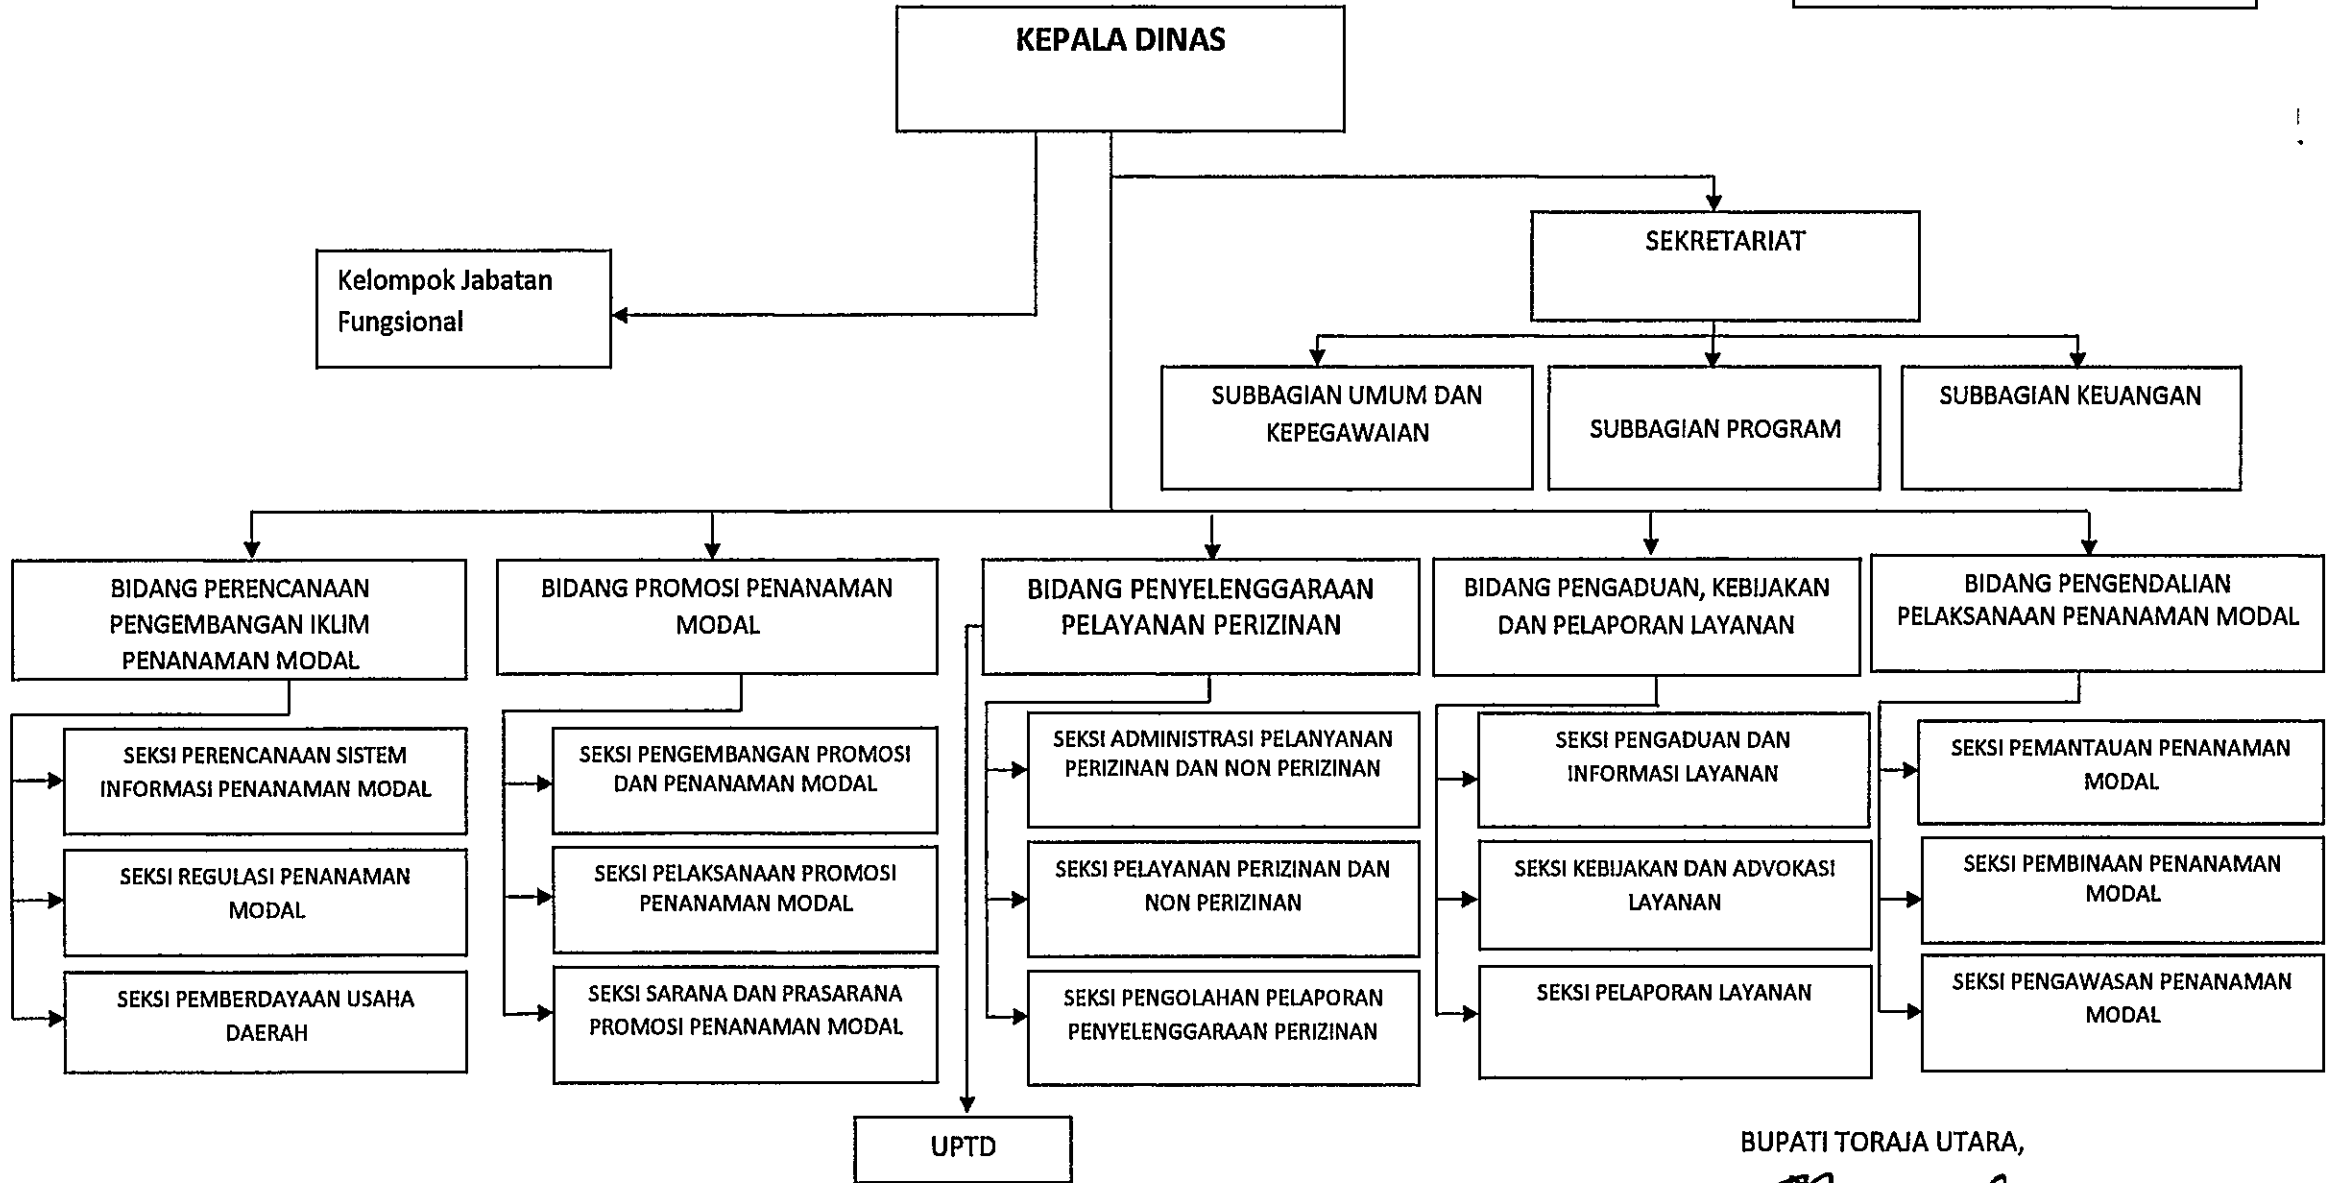 KEPALA DINAS
SEKRETARIAT
Kelompok Jabatan
Fungsional
SUBBAGIAN UMUM DAN
KEPEGAWAIAN
SUBBAGIAN PROGRAM
SUBBAGIAN KEUANGAN
BIDANG PERENCANAAN
PENGEMBANGAN IKLIM
PENANAMAN MODAL
BIDANG PROMOSI PENANAMAN
MODAL
BIDANG PENYELENGGARAAN
PELAYANAN PERIZINAN
BIDANG PENGADUAN, KEBIJAKAN
DAN PELAPORAN LAYANAN
BIDANG PENGENDALIAN
PELAKSANAAN PENANAMAN MODAL
SEKSI PERENCANAAN SISTEM
INFORMASI PENANAMAN MODAL
SEKSI REGULASI PENANAMAN
MODAL
SEKSI PEMBERDAYAAN USAHA
DAERAH
SEKSI PENGEMBANGAN PROMOSI
DAN PENANAMAN MODAL
SEKSI PELAKSANAAN PROMOSI
PENANAMAN MODAL
SEKSI SARANA DAN PRASARANA
PROMOSI PENANAMAN MODAL
SEKSI ADMINISTRASI PELANYANAN
PERIZINAN DAN NON PERIZINAN
SEKSI PELAYANAN PERIZINAN DAN
NON PERIZINAN
SEKSI PENGOLAHAN PELAPORAN
PENYELENGGARAAN PERIZINAN
SEKSI PENGADUAN DAN
INFORMASI LAYANAN
SEKSI KEBIJAKAN DAN ADVOKASI
LAYANAN
SEKSI PELAPORAN LAYANAN
SEKSI PEMANTAUAN PENANAMAN
MODAL
SEKSI PEMBINAAN PENANAMAN
MODAL
SEKSI PENGAWASAN PENANAMAN
MODAL
UPTD
BUPATI TORAJA UTARA,